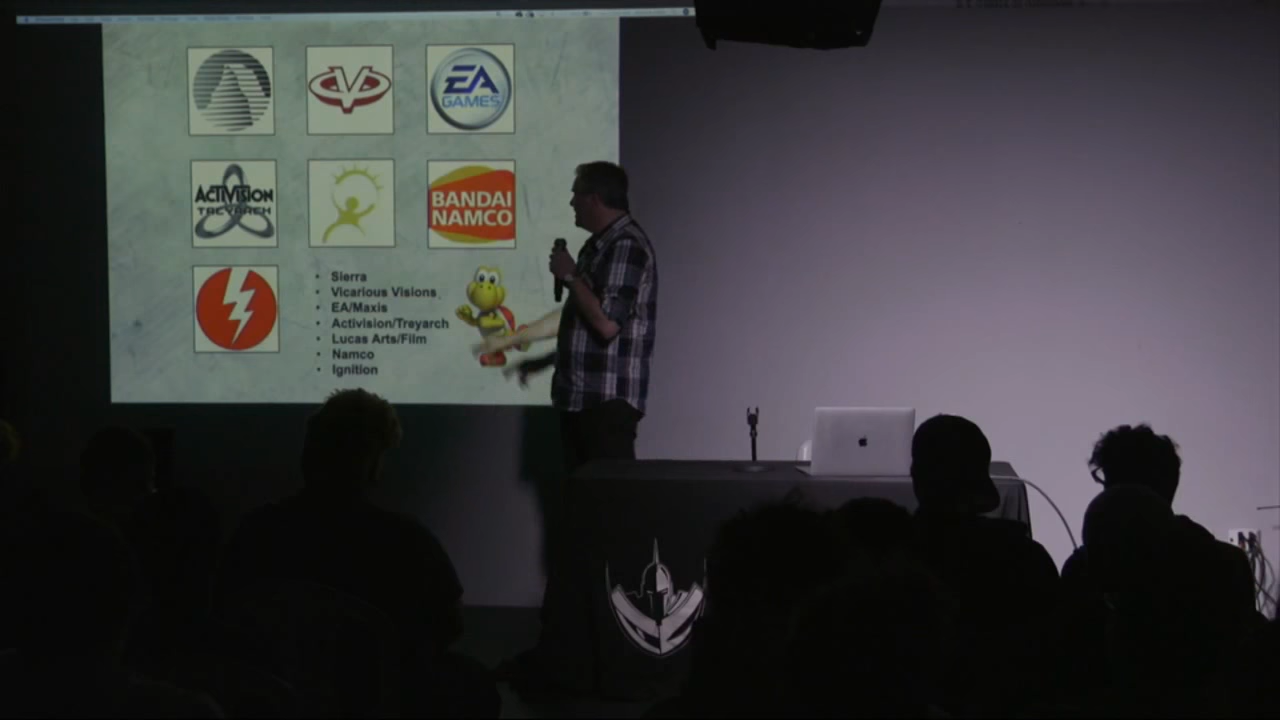 EA
GAMES
ACTIVISION
TREYARCH
BANDAI
NAMCO
• Sierra
• Vicarious Visions
• EA/Maxis
• Activision/Treyarch
• Lucas Arts/Film
• Namco
• Ignition